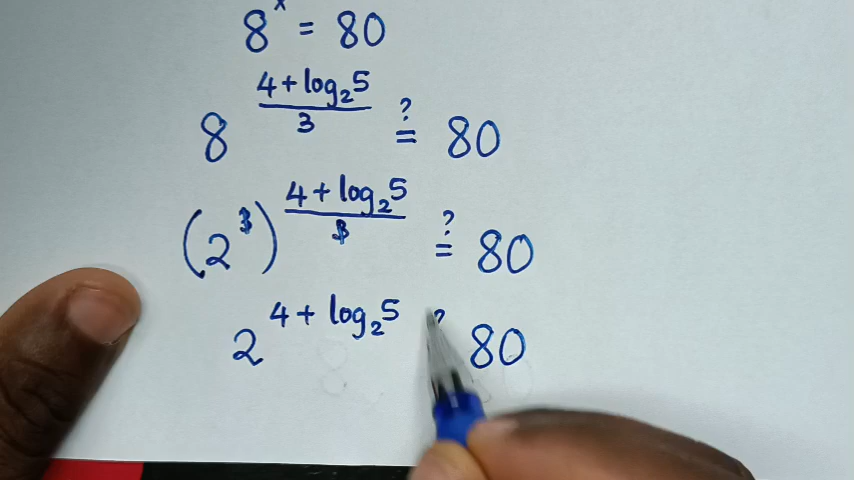 8^x = 80
8^((4 + log₂5)/3) ≟ 80
(2^3)^((4 + log₂5)/3) ≟ 80
2^(4 + log₂5) ? 80